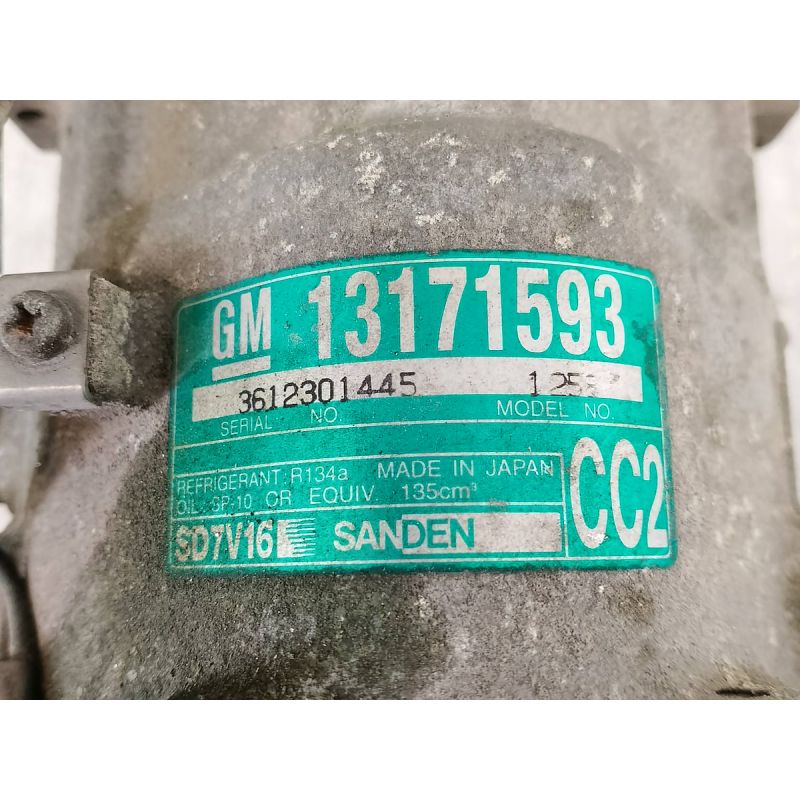 GM 13171593
3612301445
SERIAL NO. MODEL NO.
REFRIGERANT: R134a MADE IN JAPAN
OIL SP-10 OR EQUIV. 135cm³
SD7V16 SANDEN
CC2